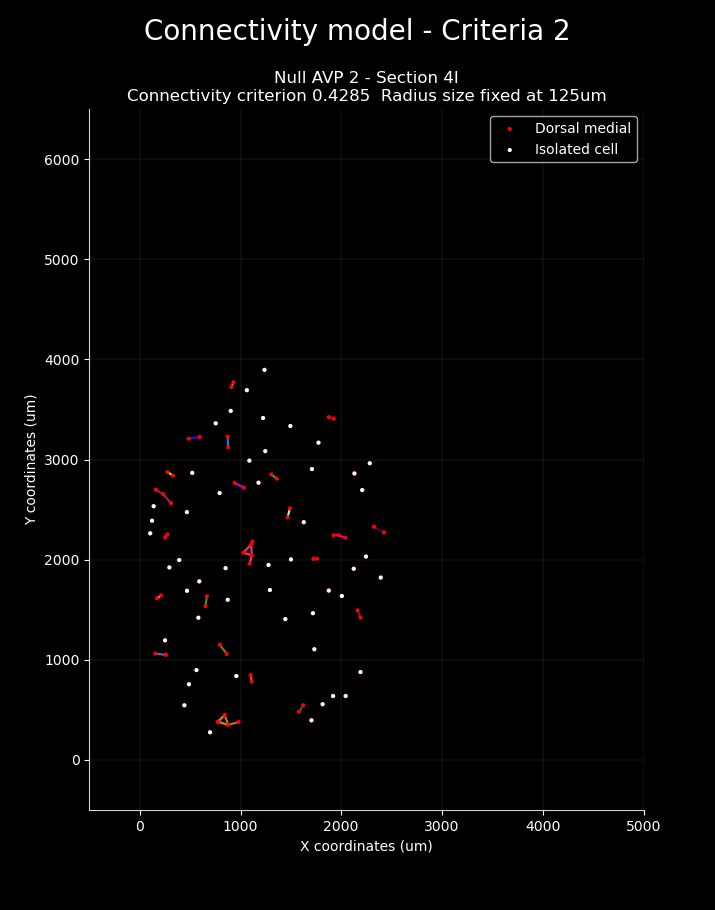 Connectivity model - Criteria 2
Null AVP 2 - Section 4l
Connectivity criterion 0.4285  Radius size fixed at 125um
Dorsal medial
Isolated cell
6000
5000
4000
3000
2000
1000
0
Y coordinates (um)
0 1000 2000 3000 4000 5000
X coordinates (um)